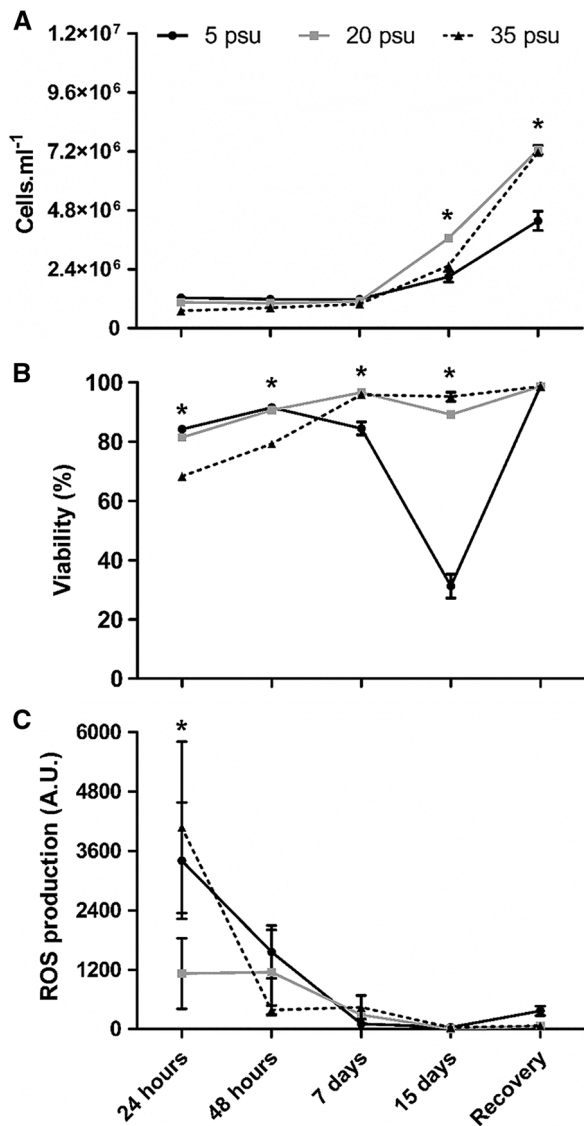 A
5 psu 20 psu 35 psu
1.2×10⁷
9.6×10⁶
7.2×10⁶
4.8×10⁶
2.4×10⁶
0
Cells.ml⁻¹
* *
B
100
80
60
40
20
0
Viability (%)
* * * *
C
6000
4800
3600
2400
1200
0
ROS production (A.U.)
*
24 hours
48 hours
7 days
15 days
Recovery